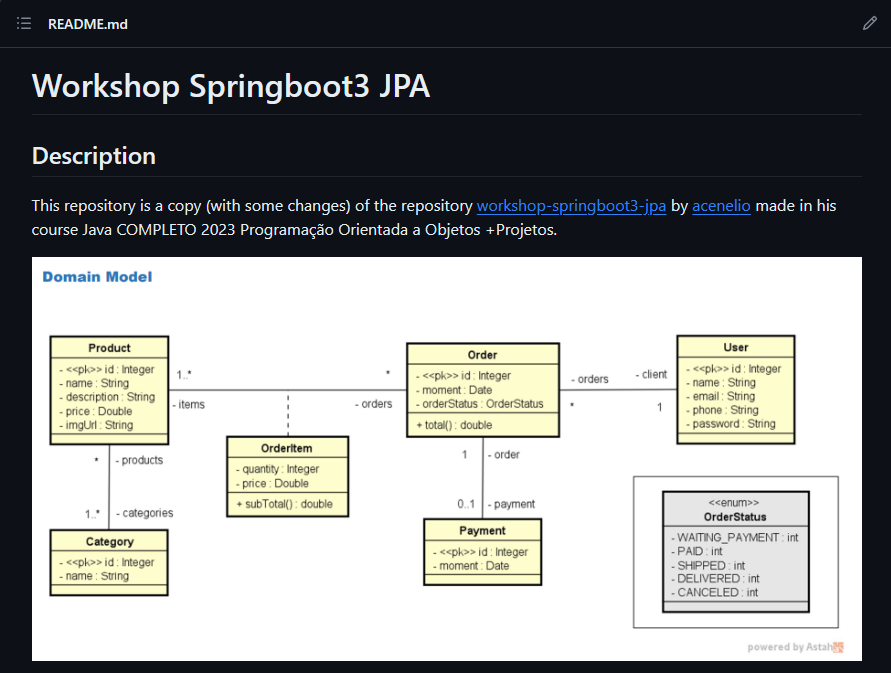 README.md
Workshop Springboot3 JPA
Description
This repository is a copy (with some changes) of the repository workshop-springboot3-jpa by acenelio made in his
course Java COMPLETO 2023 Programação Orientada a Objetos +Projetos.
Domain Model
Product
- <<pk>> id : Integer
- name : String
- description : String
- price : Double
- imgUrl : String
1..*
- items
*
- orders
Order
- <<pk>> id : Integer
- moment : Date
- orderStatus : OrderStatus
+ total() : double
- orders
*
- client
1
User
- <<pk>> id : Integer
- name : String
- email : String
- phone : String
- password : String
OrderItem
- quantity : Integer
- price : Double
+ subTotal() : double
* - products
1..* - categories
Category
- <<pk>> id : Integer
- name : String
1 - order
0..1 - payment
Payment
- <<pk>> id : Integer
- moment : Date
<<enum>>
OrderStatus
- WAITING_PAYMENT : int
- PAID : int
- SHIPPED : int
- DELIVERED : int
- CANCELED : int
powered by Astah